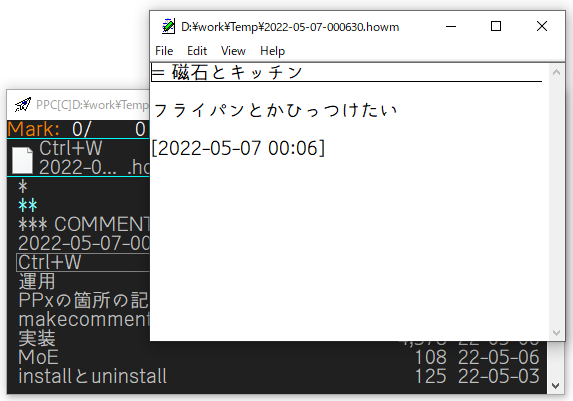 D:¥work¥Temp¥2022-05-07-000630.howm
File Edit View Help
= 磁石とキッチン
フライパンとかひっつけたい
[2022-05-07 00:06]
PPC[C]D:¥work¥Temp
Mark: 0/ 0
Ctrl+W
2022-0... .ho
*
**
*** COMMENT
2022-05-07-00
Ctrl+W
運用
PPxの箇所の記
makecomment
実装 22-05-06
MoE 108 22-05-06
installとuninstall 125 22-05-03